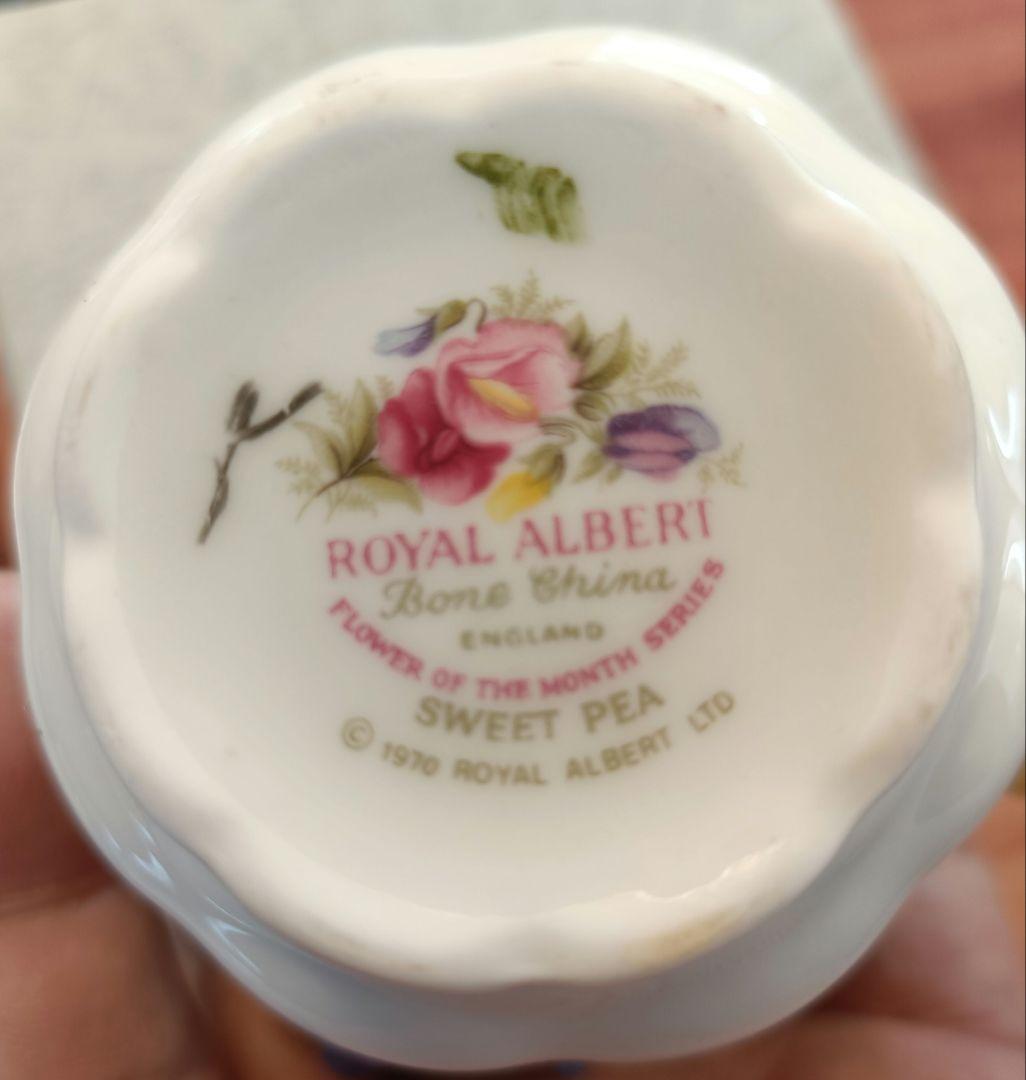 ROYAL ALBERT
Bone China
ENGLAND
FLOWER OF THE MONTH SERIES
SWEET PEA
© 1970 ROYAL ALBERT LTD